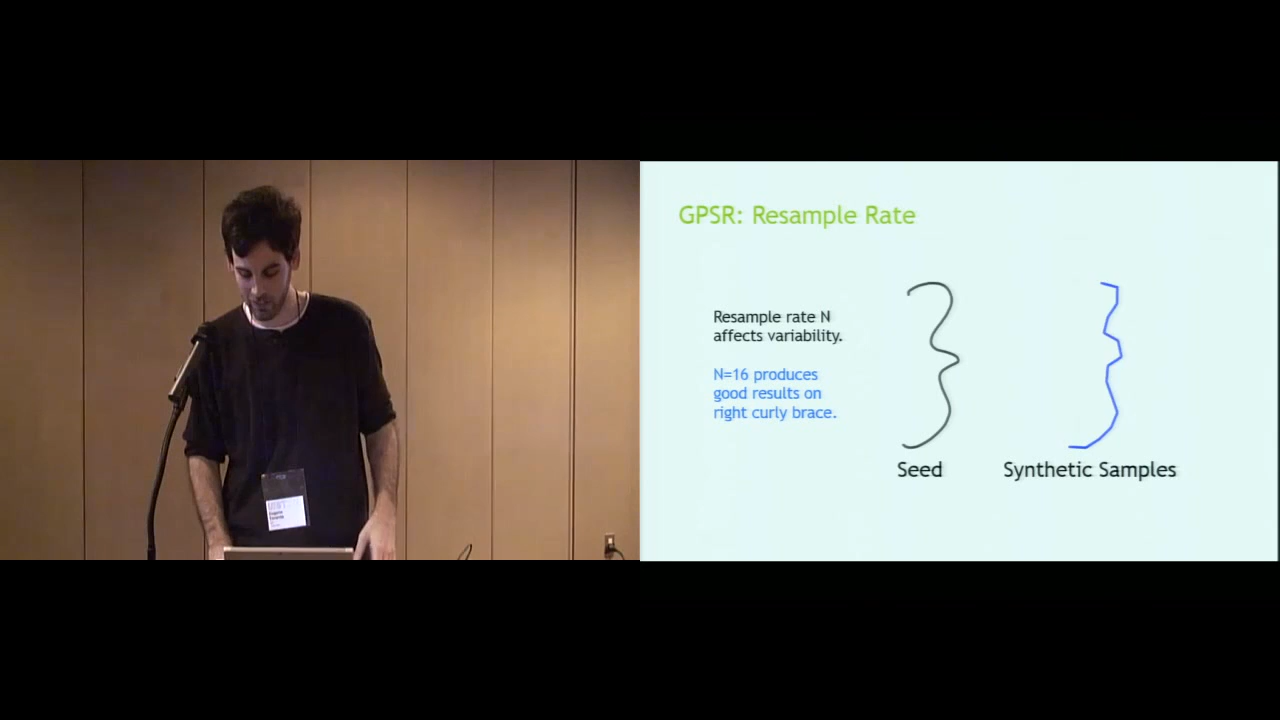 GPSR: Resample Rate
Resample rate N
affects variability.
N=16 produces
good results on
right curly brace.
Seed
Synthetic Samples